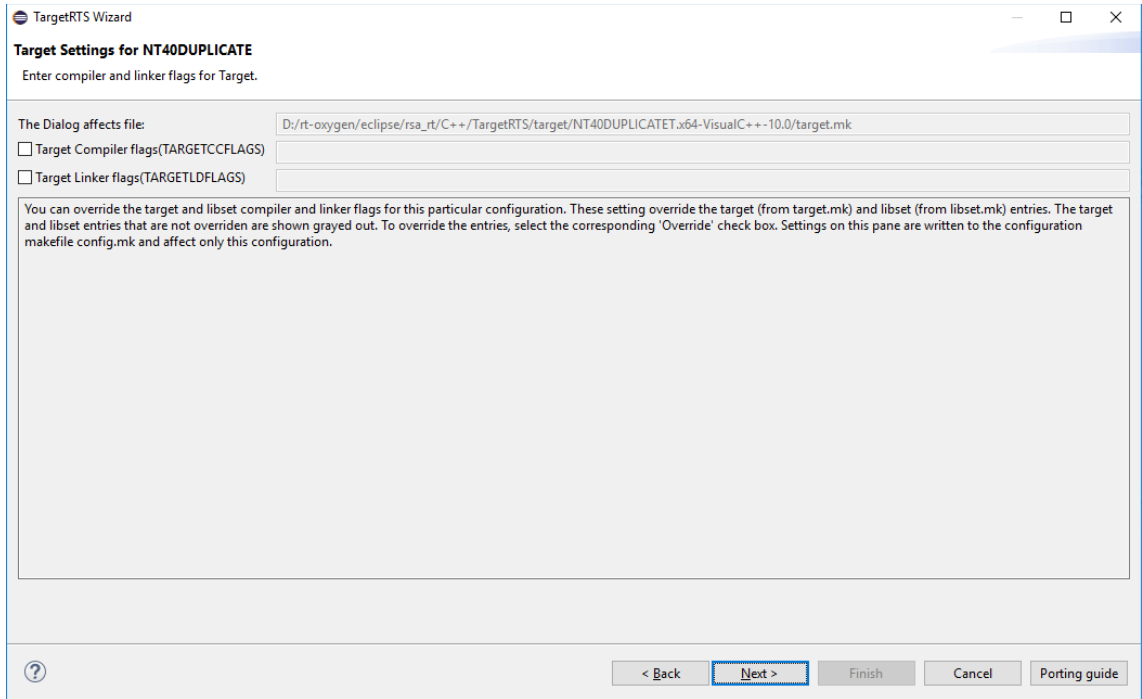 TargetRTS Wizard
Target Settings for NT40DUPLICATE
Enter compiler and linker flags for Target.
The Dialog affects file:
D:/rt-oxygen/eclipse/rsa_rt/C++/TargetRTS/target/NT40DUPLICATET.x64-VisualC++-10.0/target.mk
Target Compiler flags(TARGETCCFLAGS)
Target Linker flags(TARGETLDFLAGS)
You can override the target and libset compiler and linker flags for this particular configuration. These setting override the target (from target.mk) and libset (from libset.mk) entries. The target
and libset entries that are not overriden are shown grayed out. To override the entries, select the corresponding 'Override' check box. Settings on this pane are written to the configuration
makefile config.mk and affect only this configuration.
? < Back Next > Finish Cancel Porting guide